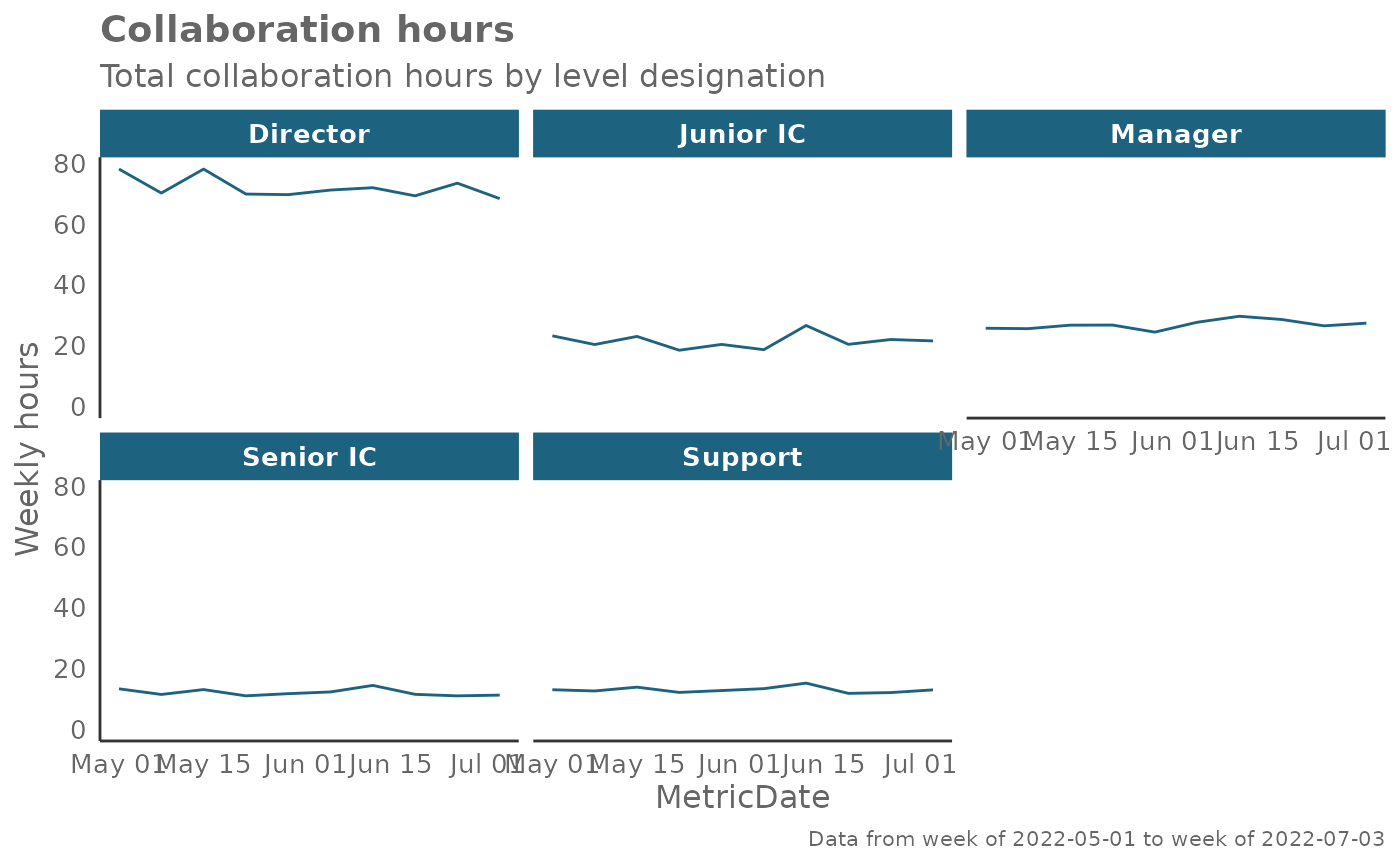 Collaboration hours
Total collaboration hours by level designation
Director Junior IC Manager
80
60
40
20
0
May 01 May 15 Jun 01 Jun 15 Jul 01
Senior IC Support
80
60
40
20
0
May 01 May 15 Jun 01 Jun 15 Jul 01 May 01 May 15 Jun 01 Jun 15 Jul 01
Weekly hours
MetricDate
Data from week of 2022-05-01 to week of 2022-07-03